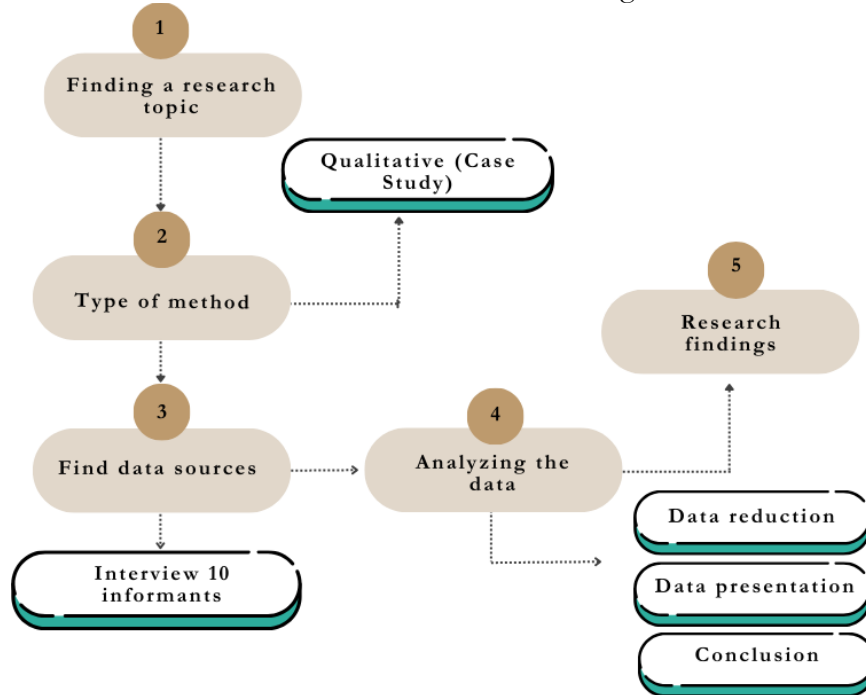 1
Finding a research
topic
Qualitative (Case
Study)
2
Type of method
5
Research
findings
3
Find data sources
4
Analyzing the
data
Data reduction
Interview 10
informants
Data presentation
Conclusion